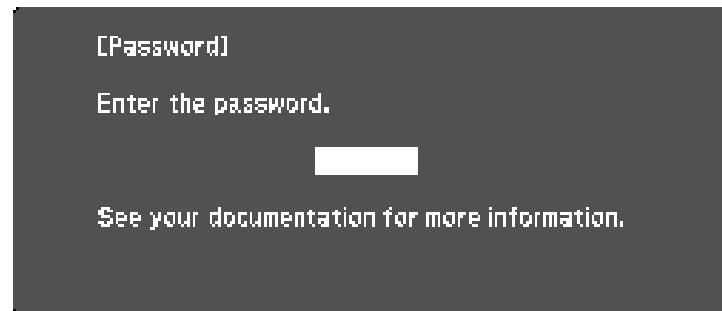 [Password]
Enter the password.
See your documentation for more information.